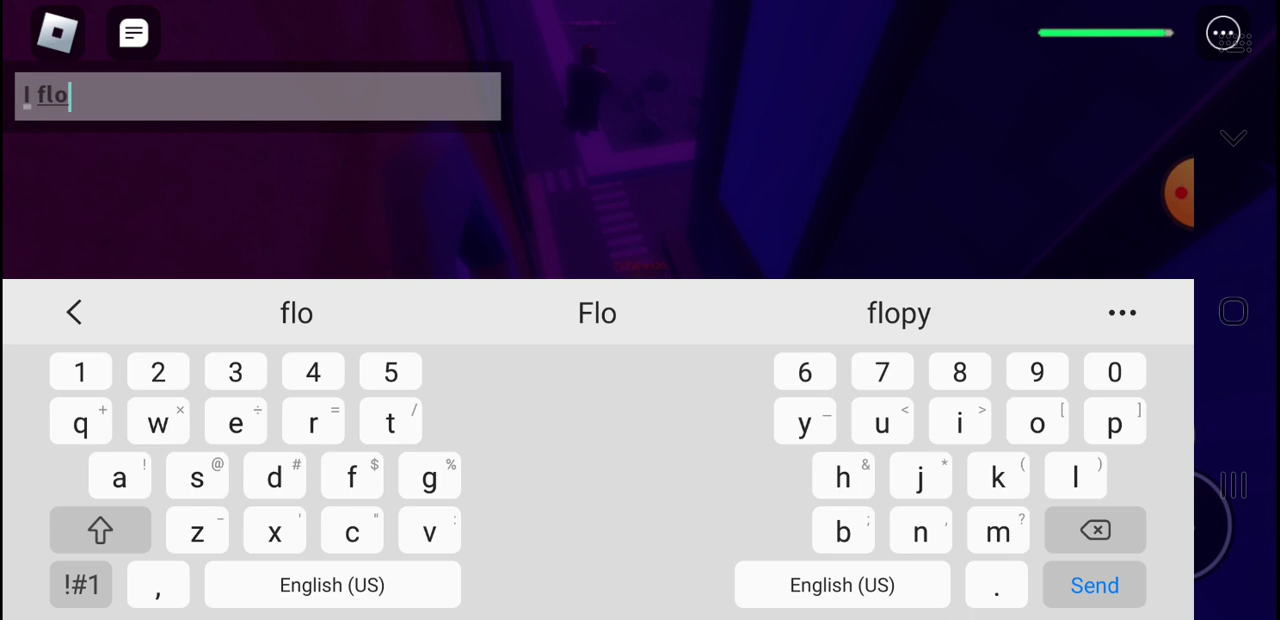 I flo
flo Flo flopy
1 2 3 4 5 6 7 8 9 0
q + w × e ÷ r = t / y _ u < i > o [ p ]
a ! s @ d # f $ g % h & j * k ( l )
z - x ' c " v : b ; n , m ?
!#1 , English (US) English (US) . Send